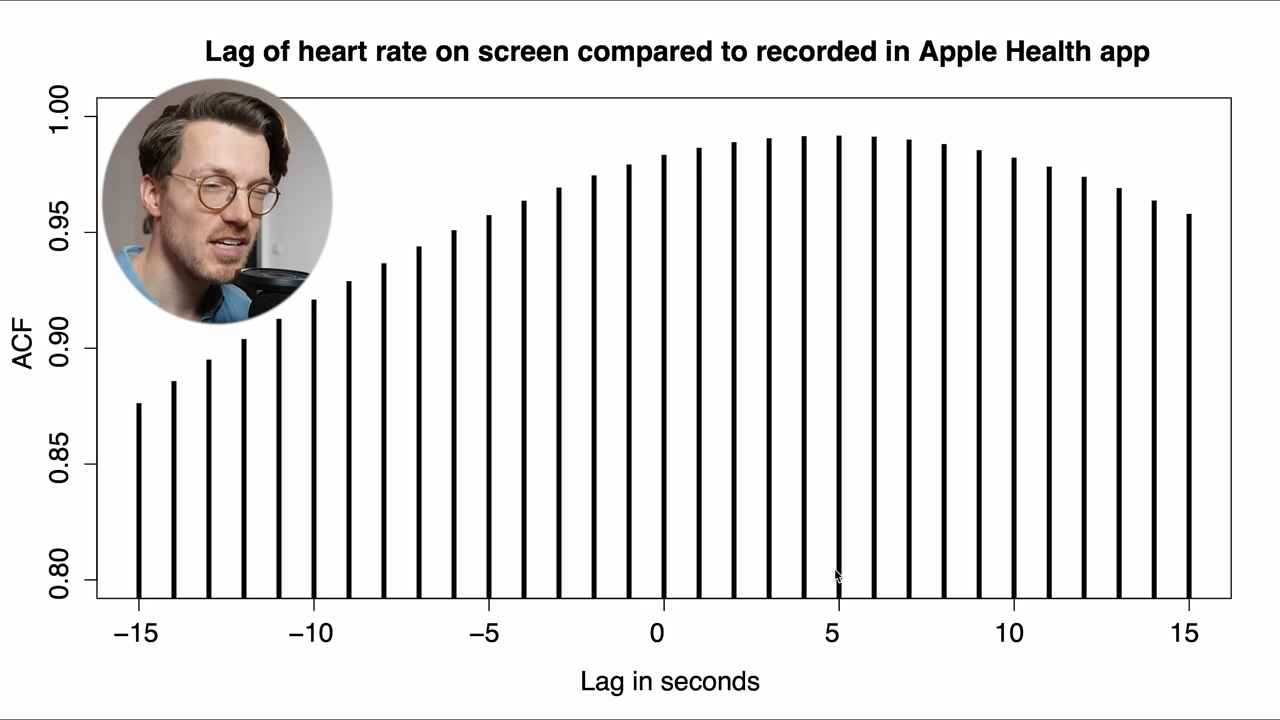 Lag of heart rate on screen compared to recorded in Apple Health app
1.00
0.95
0.90
0.85
0.80
ACF
−15 −10 −5 0 5 10 15
Lag in seconds